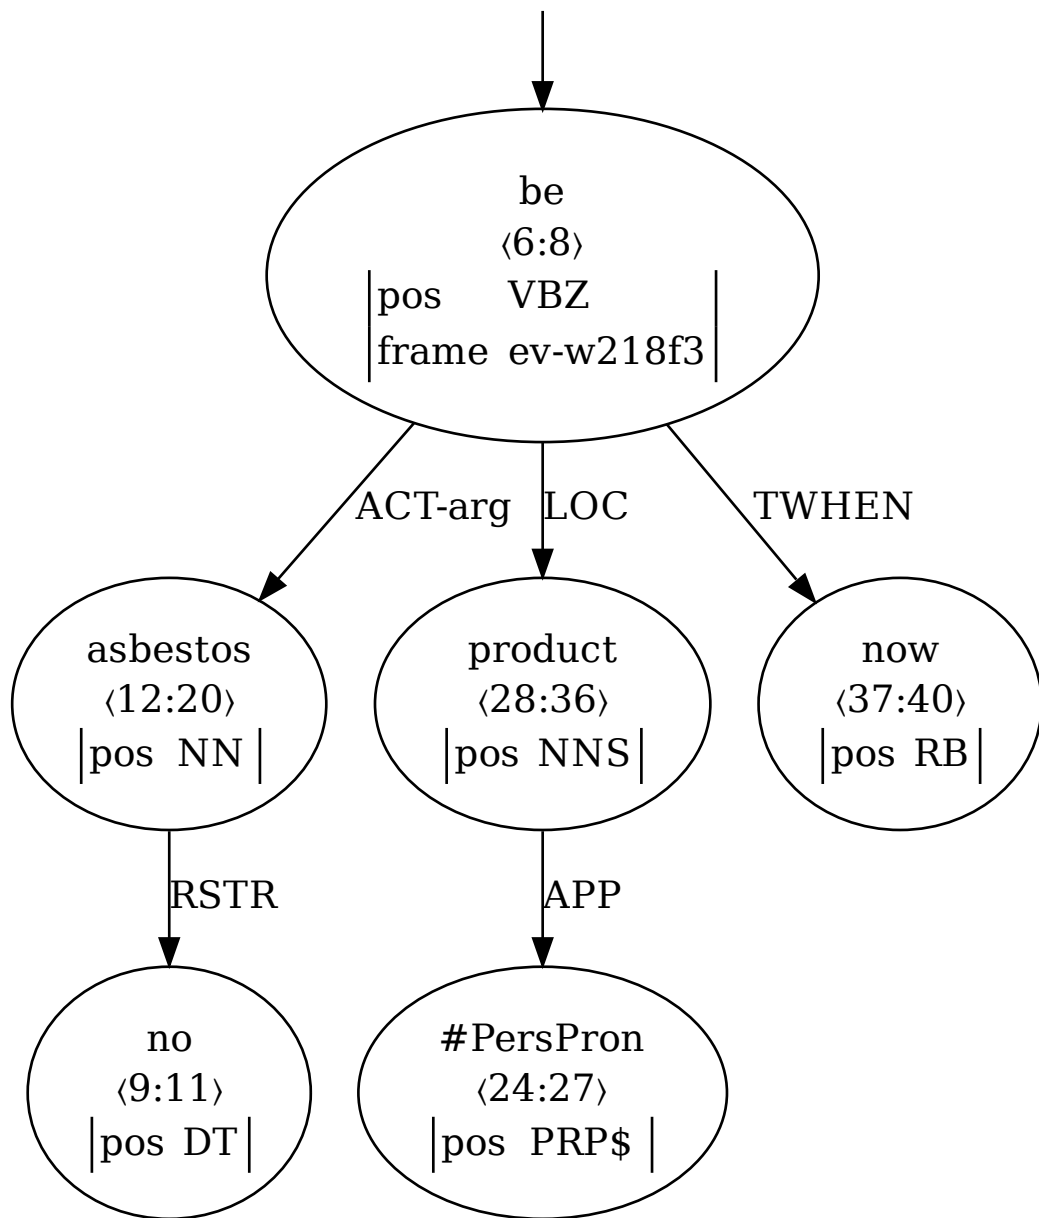 be
⟨6:8⟩
pos VBZ
frame ev-w218f3
ACT-arg
LOC
TWHEN
asbestos
⟨12:20⟩
pos NN
product
⟨28:36⟩
pos NNS
now
⟨37:40⟩
pos RB
RSTR
APP
no
⟨9:11⟩
pos DT
#PersPron
⟨24:27⟩
pos PRP$